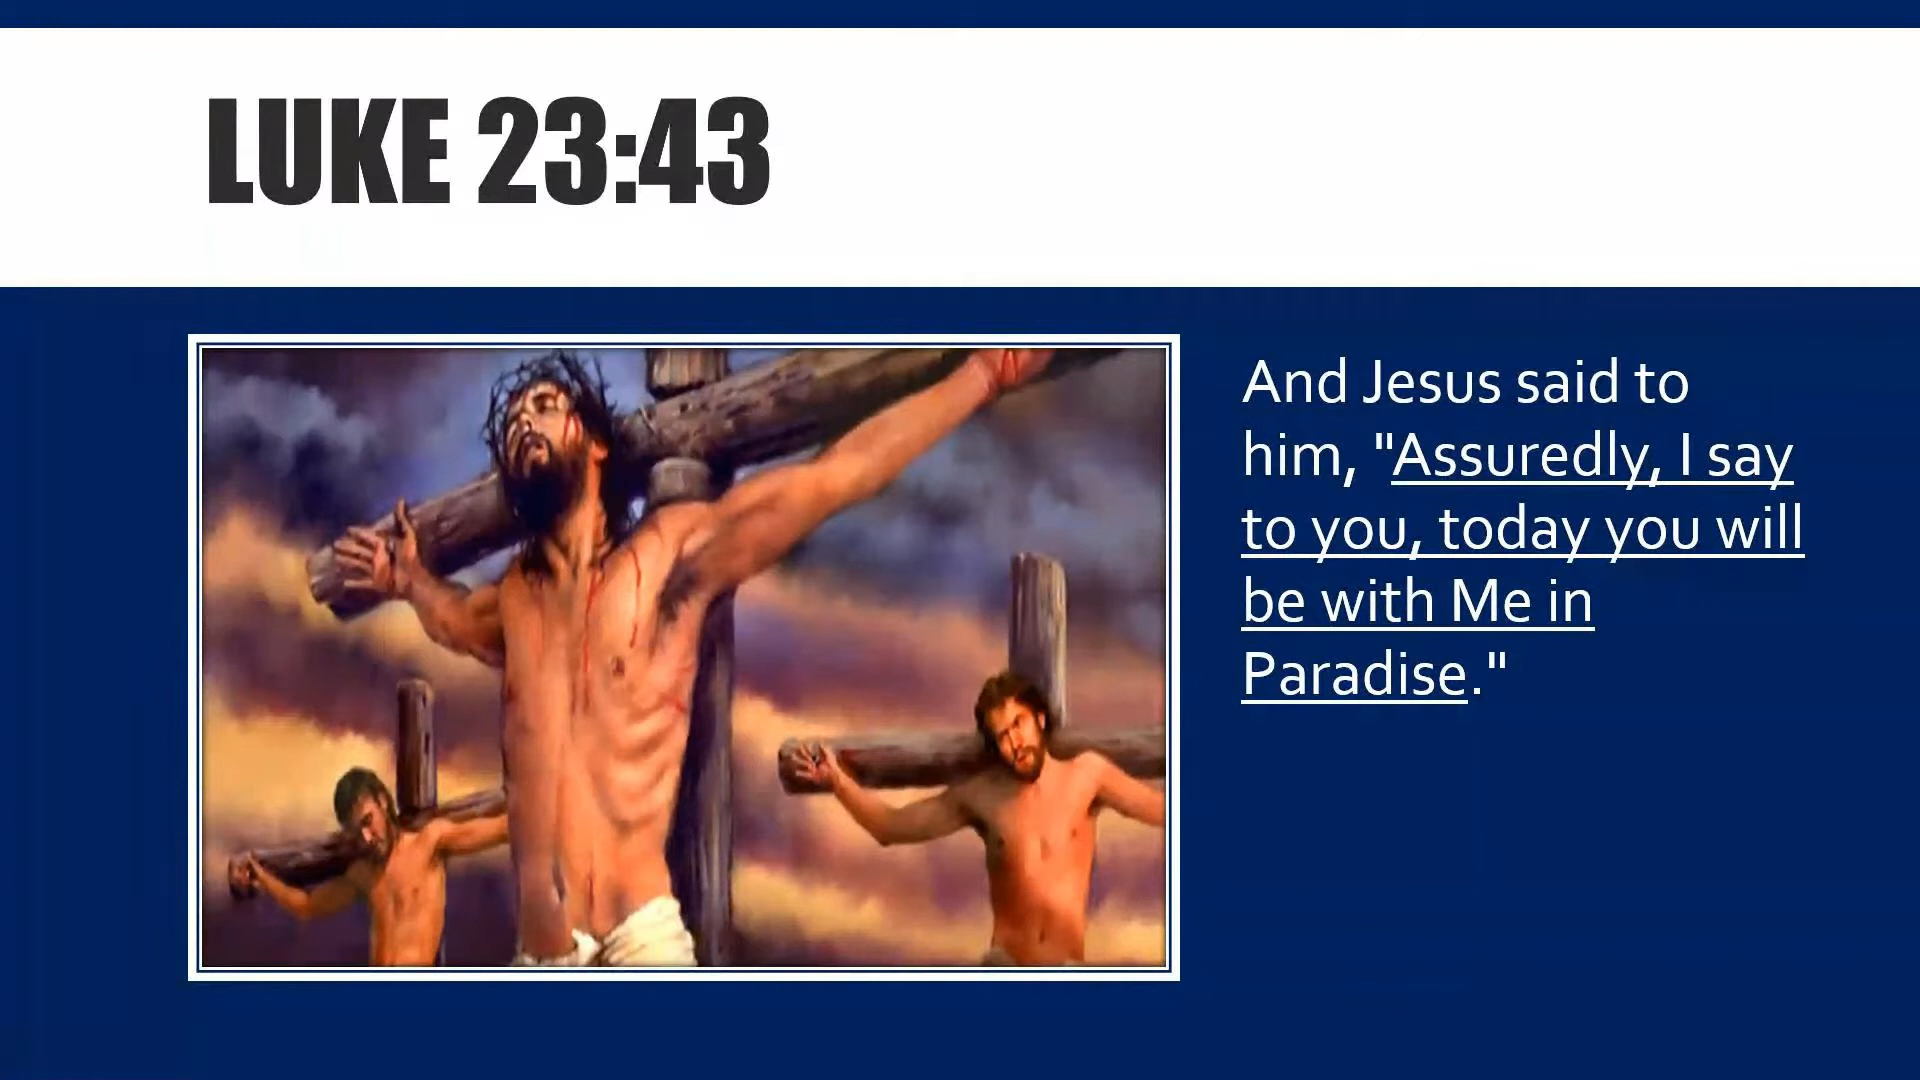 LUKE 23:43
And Jesus said to
him, "Assuredly, I say
to you, today you will
be with Me in
Paradise."